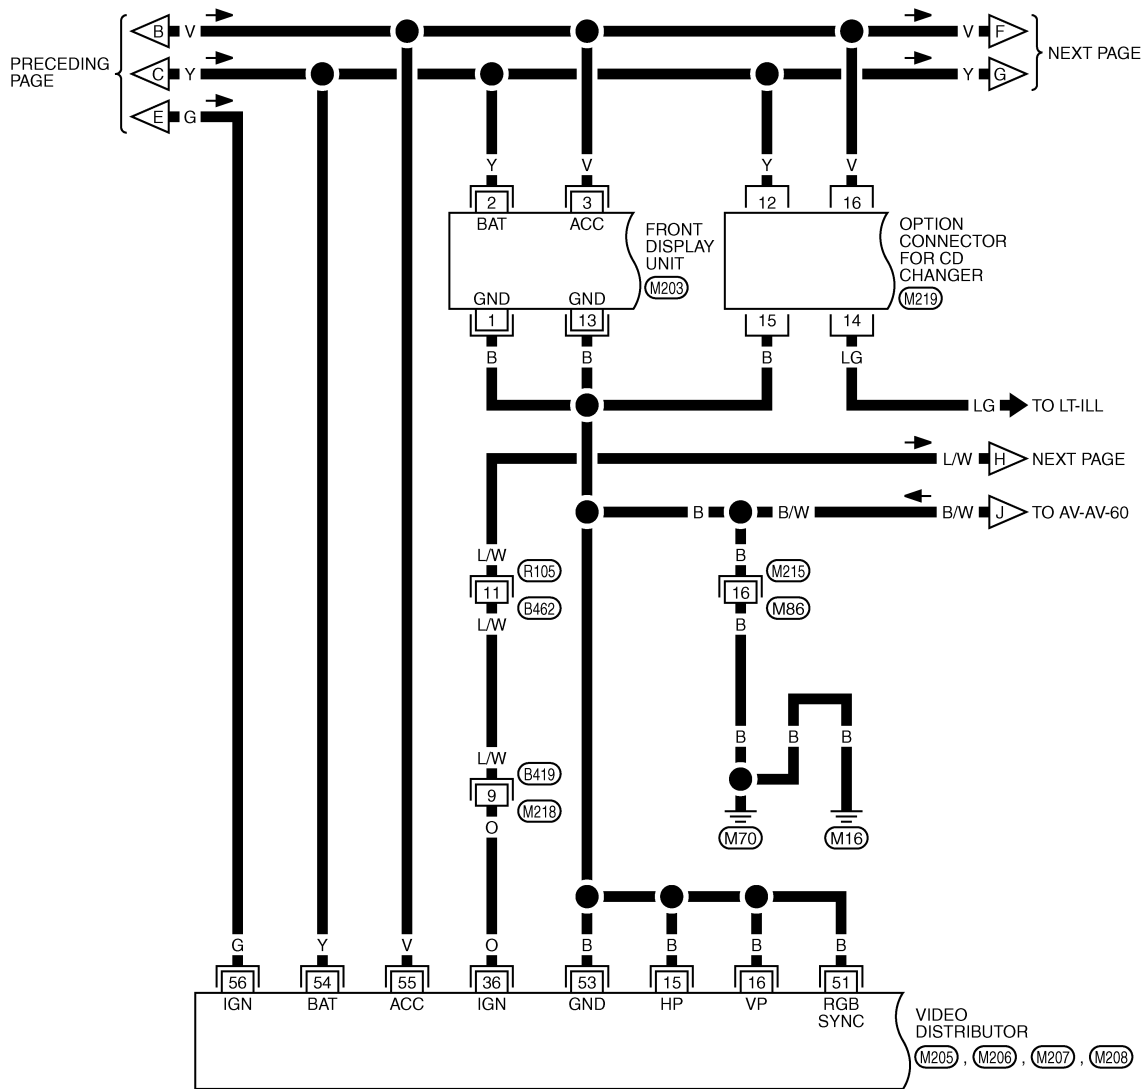 B V V F
PRECEDING
PAGE
NEXT PAGE
C Y Y G
E G
Y V Y V
2 3 12 16
BAT ACC
FRONT
DISPLAY
UNIT
M203
OPTION
CONNECTOR
FOR CD
CHANGER
M219
GND GND
1 13 15 14
B B B LG
LG TO LT-ILL
L/W H NEXT PAGE
B B/W B/W J TO AV-AV-60
L/W R105 B M215
11 16
B462 M86
L/W B
B B B
L/W B419
9
M218
O
M70 M16
G Y V O B B B B
56 54 55 36 53 15 16 51
IGN BAT ACC IGN GND HP VP RGB
SYNC
VIDEO
DISTRIBUTOR
M205 , M206 , M207 , M208